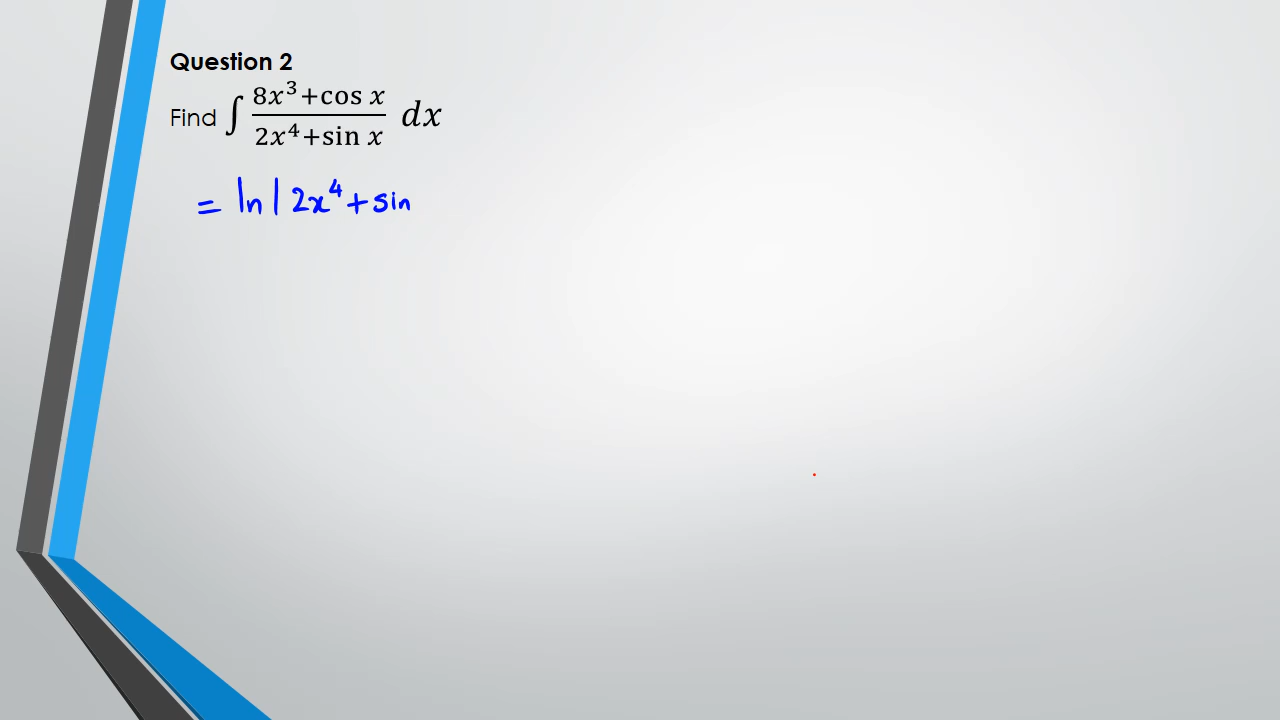 Question 2
Find ∫ (8x³+cos x)/(2x⁴+sin x) dx
= ln|2x⁴+sin